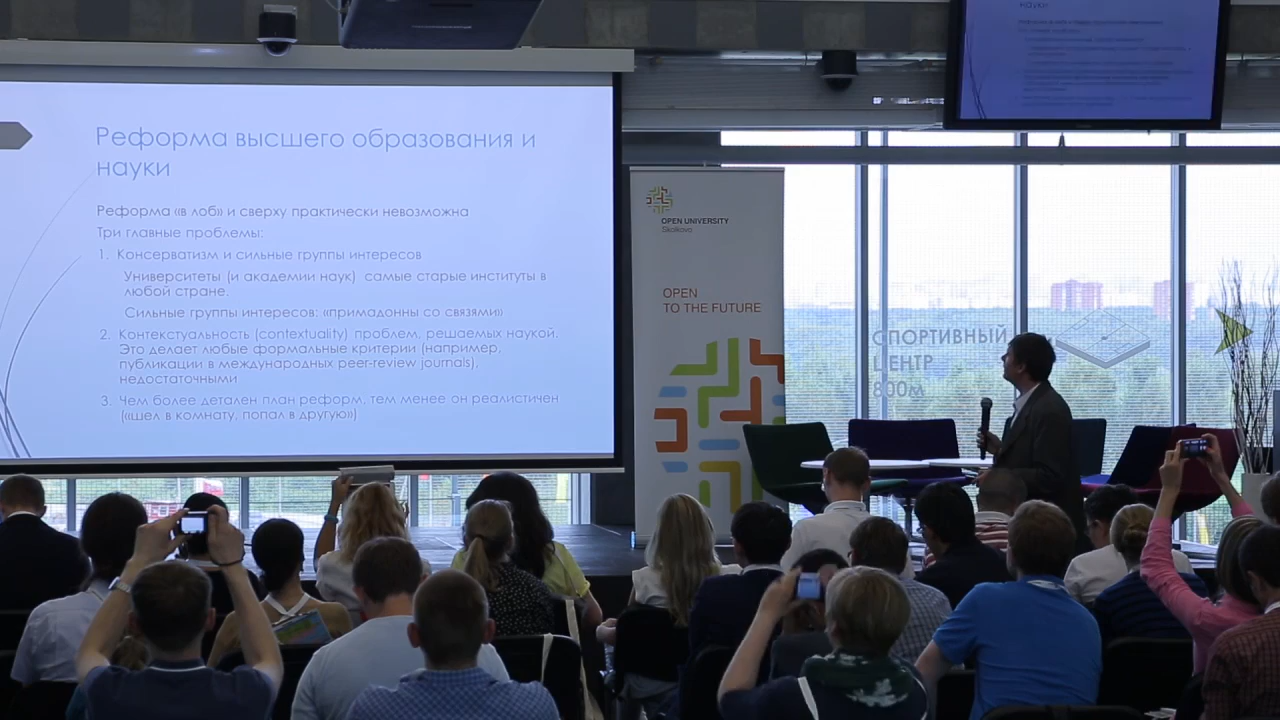 Реформа высшего образования и
науки
Реформа «в лоб» и сверху практически невозможна
Три главные проблемы:
1. Консерватизм и сильные группы интересов
Университеты (и академии наук) самые старые институты в
любой стране.
Сильные группы интересов: «примадонны со связями»
2. Контекстуальность (contextuality) проблем, решаемых наукой.
Это делает любые формальные критерии (например,
публикации в международных peer-review journals),
недостаточными
3. Чем более детален план реформ, тем менее он реалистичен
(«шел в комнату, попал в другую»)
OPEN UNIVERSITY
Skolkovo
OPEN
TO THE FUTURE
СПОРТИВНЫЙ
ЦЕНТР
800м
науки